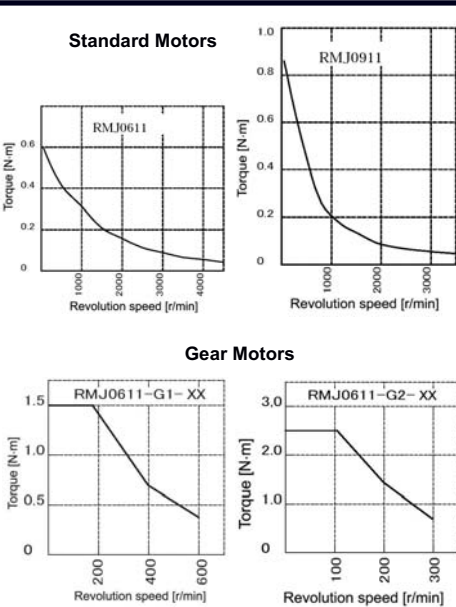 Standard Motors
RMJ0611
Torque [N·m]
0.6
0.4
0.2
0
1000
2000
3000
4000
Revolution speed [r/min]
RMJ0911
Torque [N·m]
1.0
0.8
0.6
0.4
0.2
0
1000
2000
3000
Revolution speed [r/min]
Gear Motors
RMJ0611-G1-XX
Torque [N·m]
1.5
1.0
0.5
0
200
400
600
Revolution speed [r/min]
RMJ0611-G2-XX
Torque [N·m]
3.0
2.0
1.0
0
100
200
300
Revolution speed [r/min]